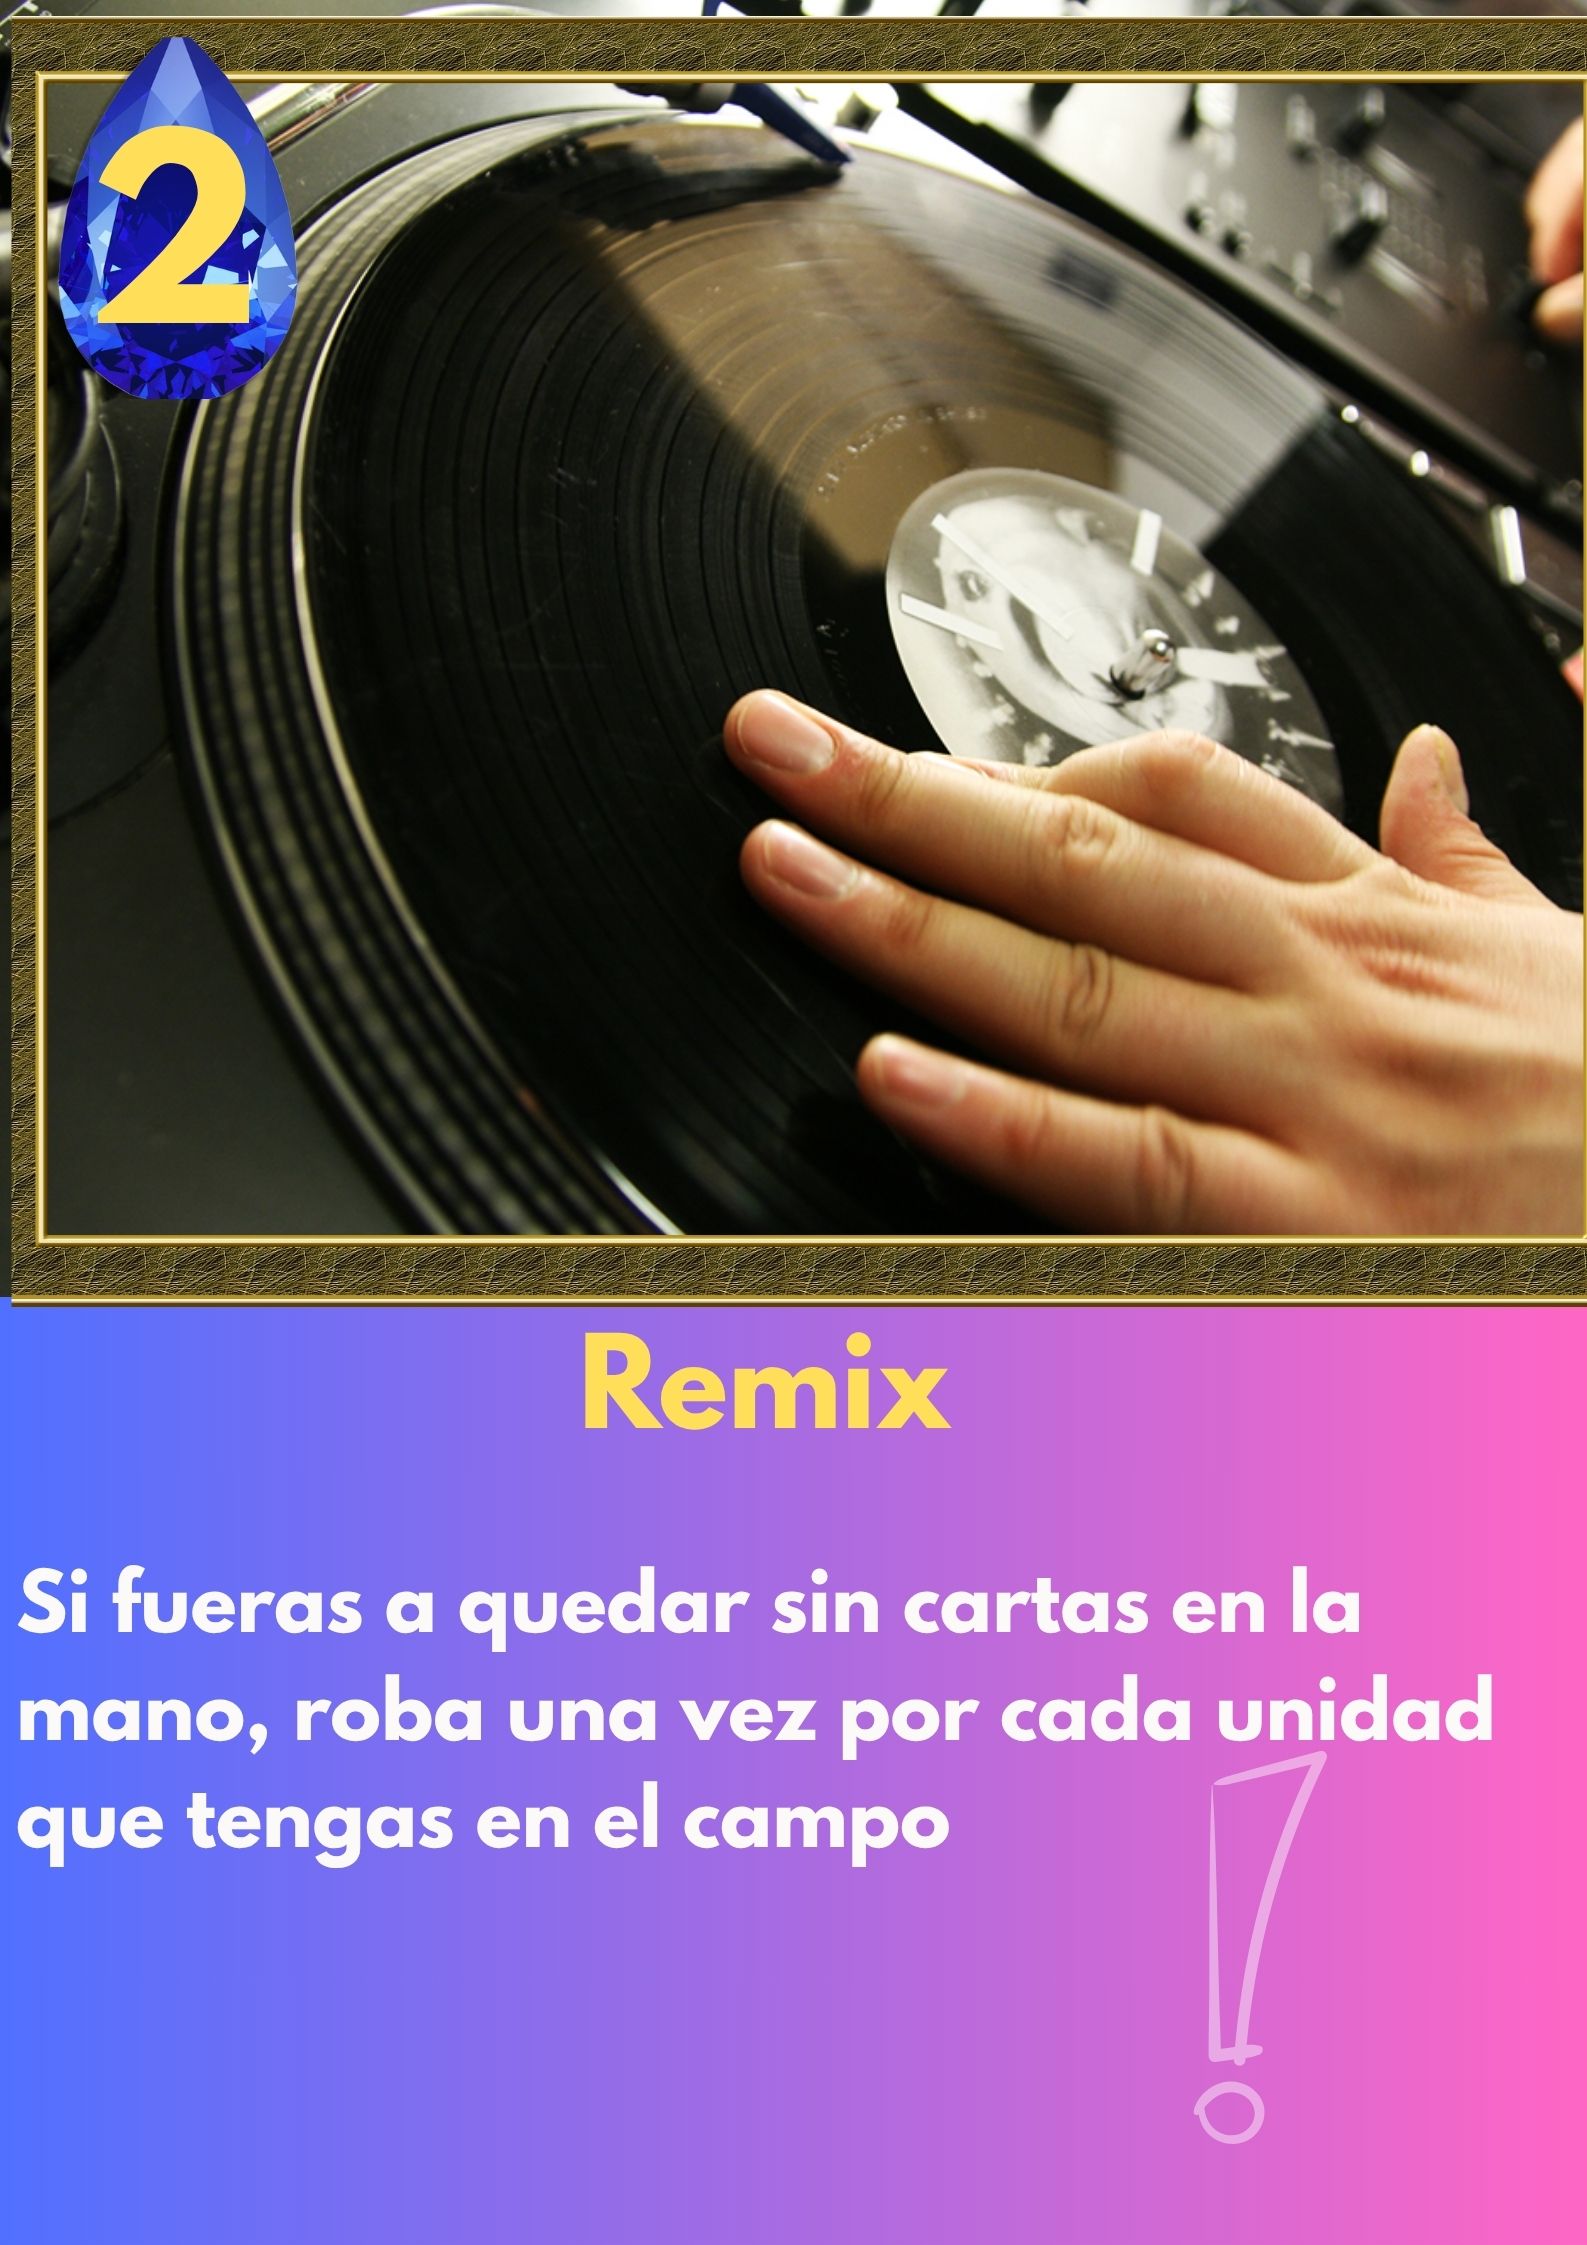 2
Remix
Si fueras a quedar sin cartas en la
mano, roba una vez por cada unidad
que tengas en el campo
!